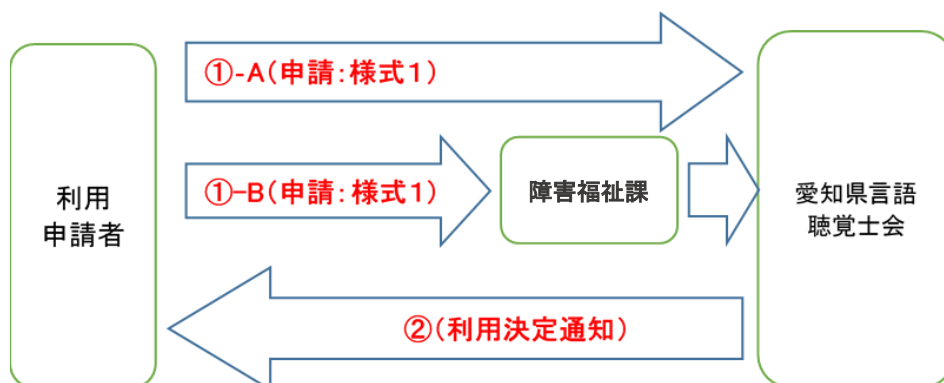 ①-A(申請:様式1)
利用
申請者
①-B(申請:様式1)
障害福祉課
愛知県言語
聴覚士会
②(利用決定通知)